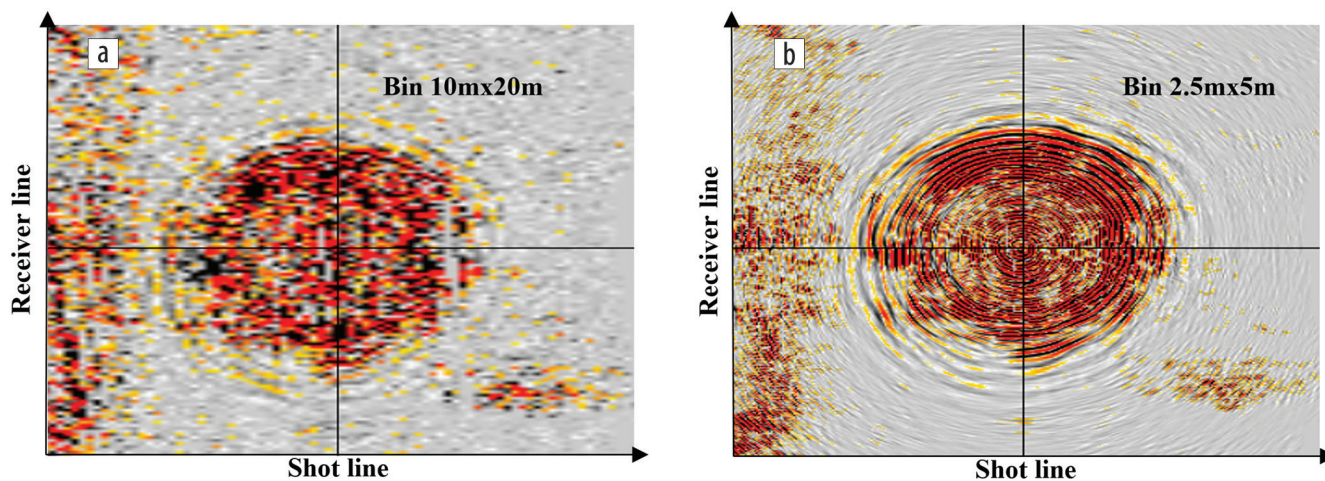 a
Bin 10mx20m
Receiver line
Shot line
b
Bin 2.5mx5m
Receiver line
Shot line